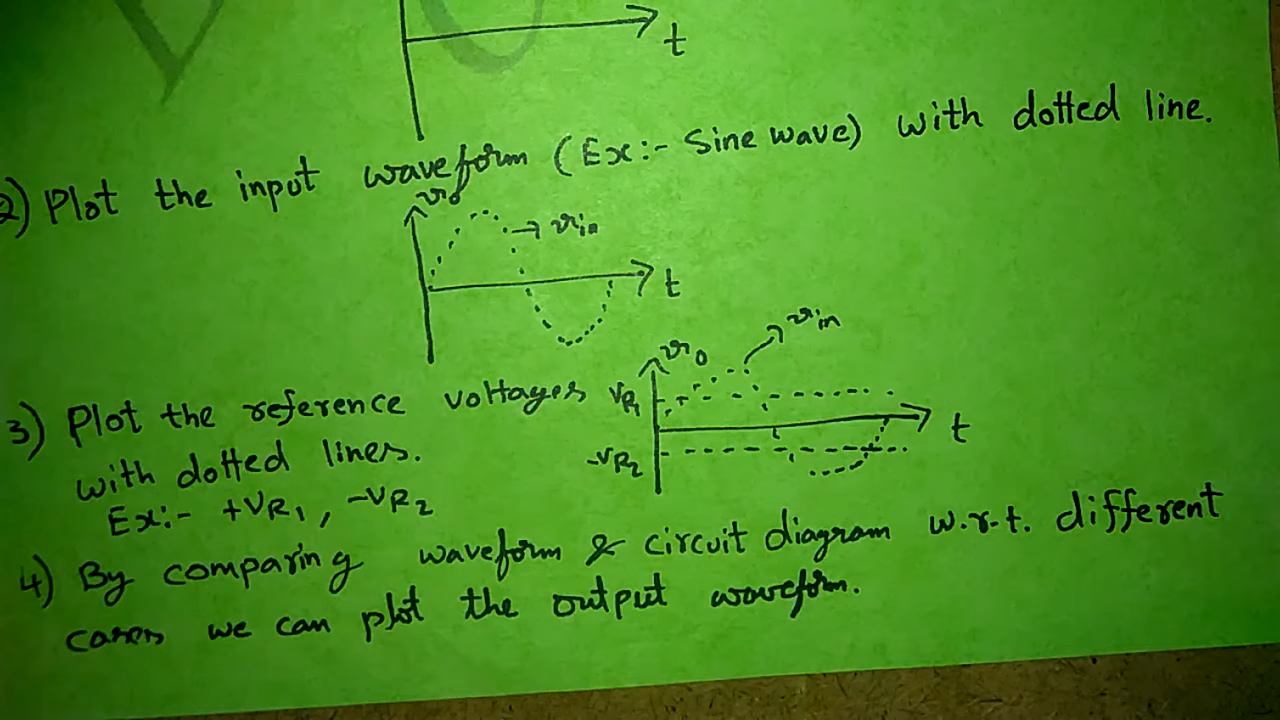 t
2) Plot the input waveform (Ex:- Sine wave) with dotted line.
v₀
vin
t
vin
v₀
3) Plot the reference voltages
VR₁
with dotted lines.
t
-VR₂
Ex:- +VR₁, -VR₂
4) By comparing waveform & circuit diagram w.r.t. different
cases we can plot the output waveform.